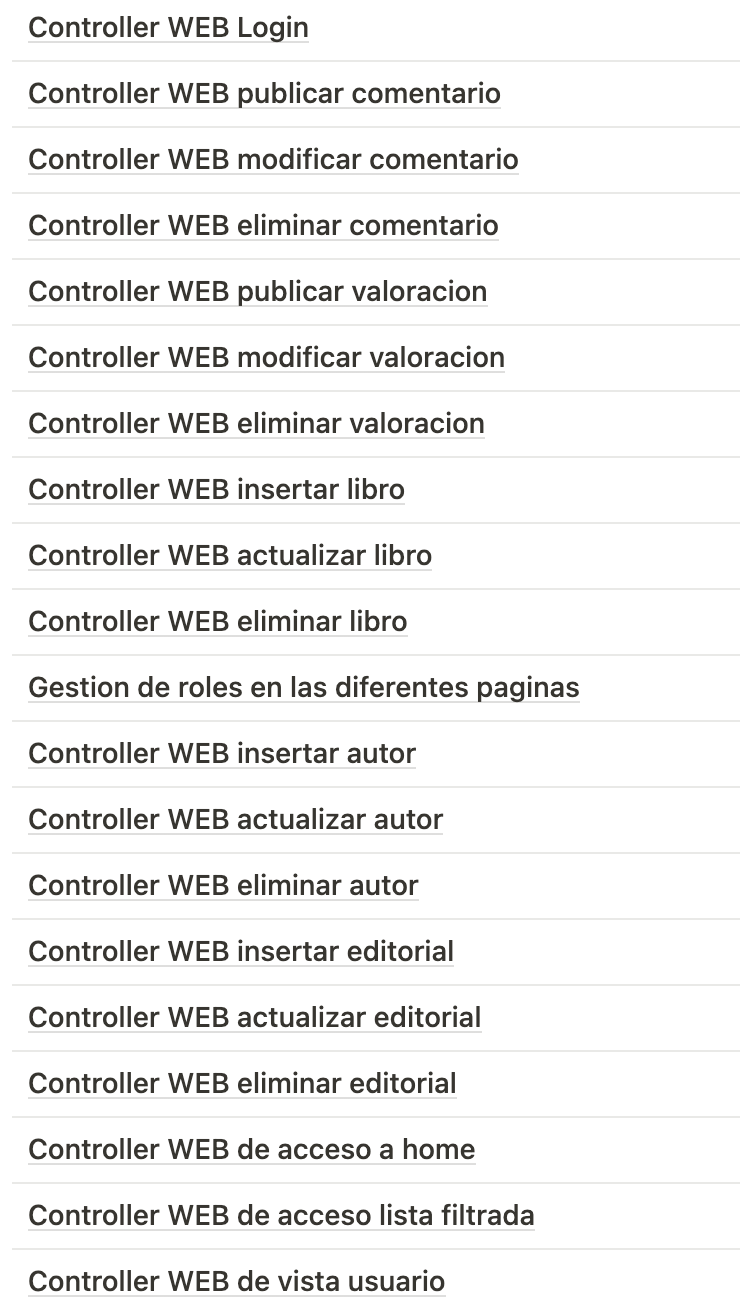 Controller WEB Login
Controller WEB publicar comentario
Controller WEB modificar comentario
Controller WEB eliminar comentario
Controller WEB publicar valoracion
Controller WEB modificar valoracion
Controller WEB eliminar valoracion
Controller WEB insertar libro
Controller WEB actualizar libro
Controller WEB eliminar libro
Gestion de roles en las diferentes paginas
Controller WEB insertar autor
Controller WEB actualizar autor
Controller WEB eliminar autor
Controller WEB insertar editorial
Controller WEB actualizar editorial
Controller WEB eliminar editorial
Controller WEB de acceso a home
Controller WEB de acceso lista filtrada
Controller WEB de vista usuario